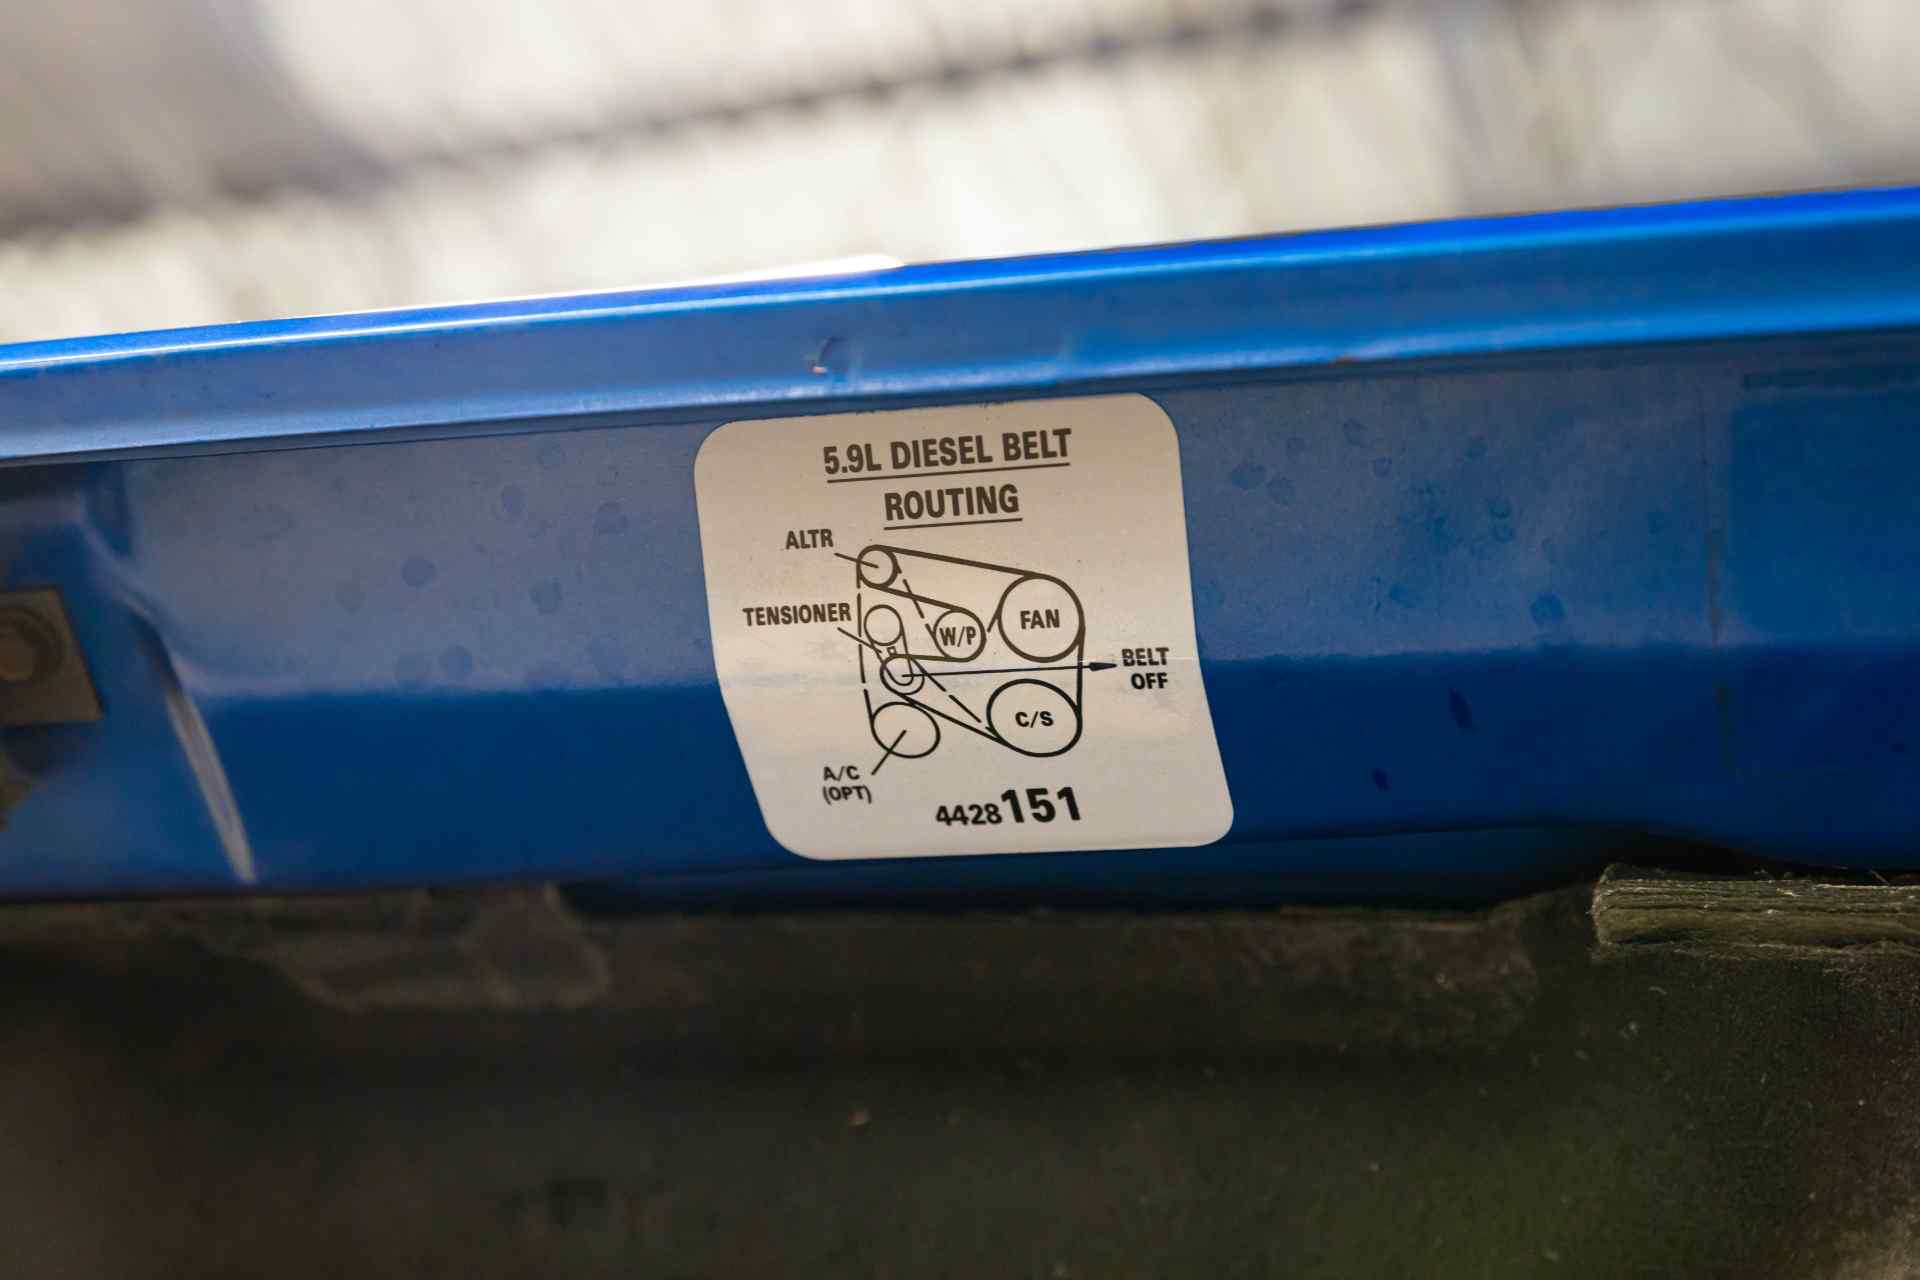 5.9L DIESEL BELT
ROUTING
ALTR
TENSIONER
W/P
FAN
BELT
OFF
C/S
A/C
(OPT)
4428151